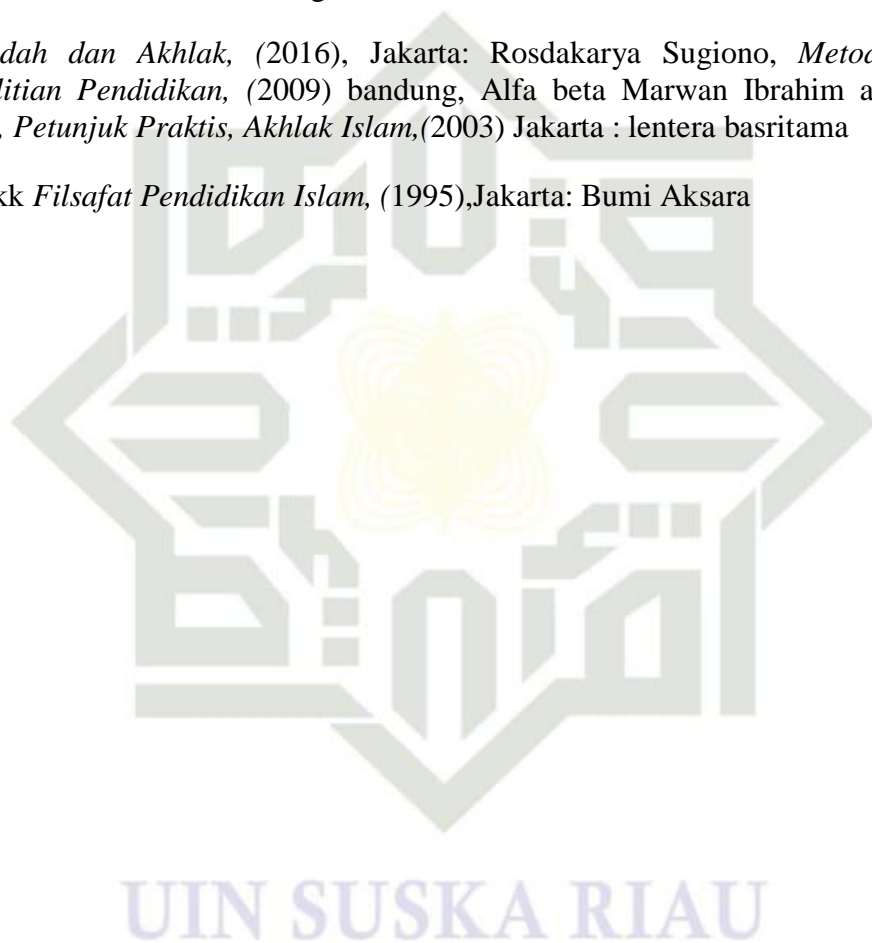 dah dan Akhlak, (2016), Jakarta: Rosdakarya Sugiono, Metod
litian Pendidikan, (2009) bandung, Alfa beta Marwan Ibrahim a
, Petunjuk Praktis, Akhlak Islam,(2003) Jakarta : lentera basritama
kk Filsafat Pendidikan Islam, (1995),Jakarta: Bumi Aksara
UIN SUSKA RIAU